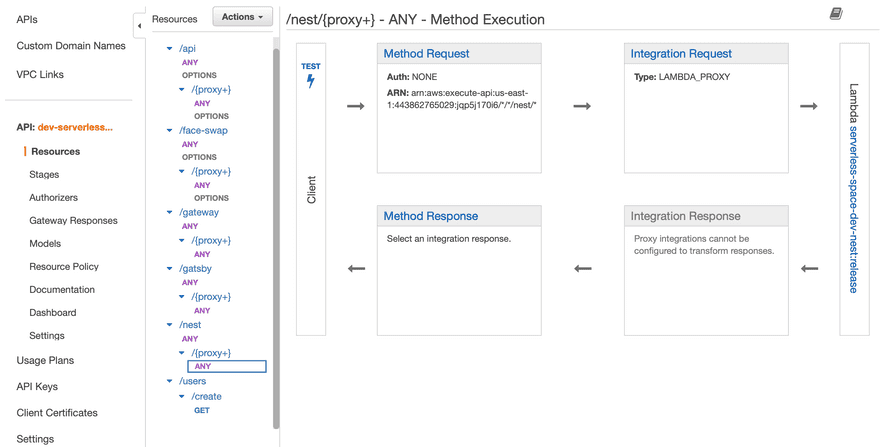 APIs
Custom Domain Names
VPC Links
API: dev-serverless...
Resources
Stages
Authorizers
Gateway Responses
Models
Resource Policy
Documentation
Dashboard
Settings
Usage Plans
API Keys
Client Certificates
Settings
Resources
Actions
/api
ANY
OPTIONS
/{proxy+}
ANY
OPTIONS
/face-swap
ANY
OPTIONS
/{proxy+}
ANY
OPTIONS
/gateway
ANY
/{proxy+}
ANY
/gatsby
ANY
/{proxy+}
ANY
/nest
ANY
/{proxy+}
ANY
/users
/create
GET
/nest/{proxy+} - ANY - Method Execution
TEST
Client
Method Request
Auth: NONE
ARN: arn:aws:execute-api:us-east-
1:443862765029:jqp5j170i6/*/*/nest/*
Integration Request
Type: LAMBDA_PROXY
Method Response
Select an integration response.
Integration Response
Proxy integrations cannot be
configured to transform responses.
Lambda serverless-space-dev-nest:release